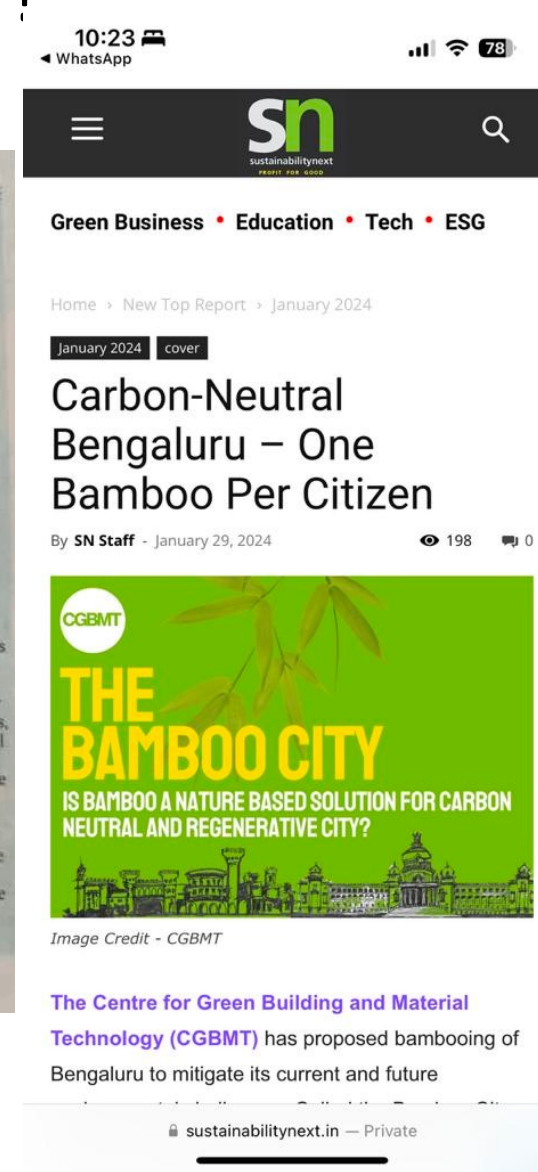 10:23
WhatsApp
78
sn
sustainabilitynext
PROFIT FOR GOOD
Green Business • Education • Tech • ESG
Home > New Top Report > January 2024
January 2024 cover
Carbon-Neutral
Bengaluru – One
Bamboo Per Citizen
By SN Staff - January 29, 2024 198 0
CGBMT
THE
BAMBOO CITY
IS BAMBOO A NATURE BASED SOLUTION FOR CARBON
NEUTRAL AND REGENERATIVE CITY?
Image Credit - CGBMT
The Centre for Green Building and Material
Technology (CGBMT) has proposed bambooing of
Bengaluru to mitigate its current and future
sustainabilitynext.in — Private